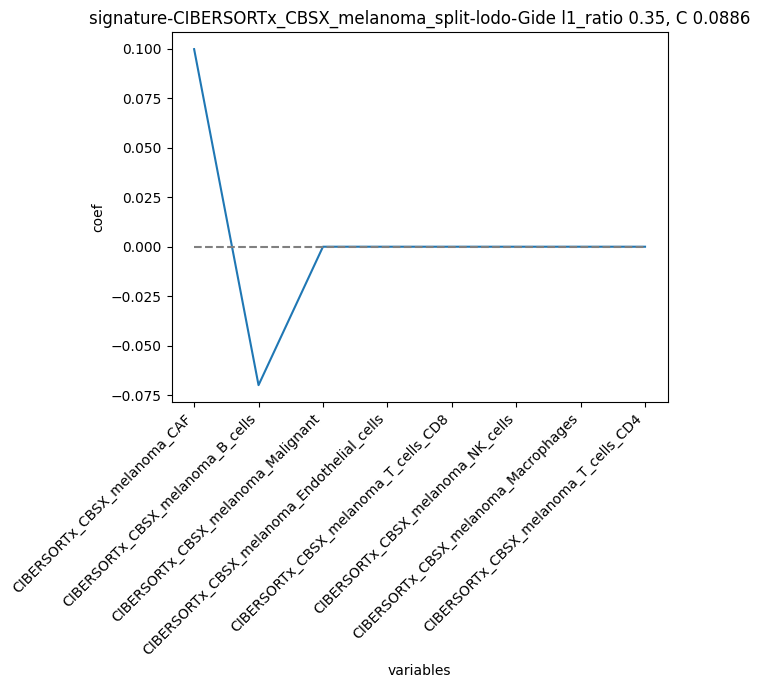 signature-CIBERSORTx_CBSX_melanoma_split-lodo-Gide l1_ratio 0.35, C 0.0886
0.100
0.075
0.050
0.025
0.000
-0.025
-0.050
-0.075
coef
CIBERSORTx_CBSX_melanoma_CAF
CIBERSORTx_CBSX_melanoma_B_cells
CIBERSORTx_CBSX_melanoma_Malignant
CIBERSORTx_CBSX_melanoma_Endothelial_cells
CIBERSORTx_CBSX_melanoma_T_cells_CD8
CIBERSORTx_CBSX_melanoma_NK_cells
CIBERSORTx_CBSX_melanoma_Macrophages
CIBERSORTx_CBSX_melanoma_T_cells_CD4
variables